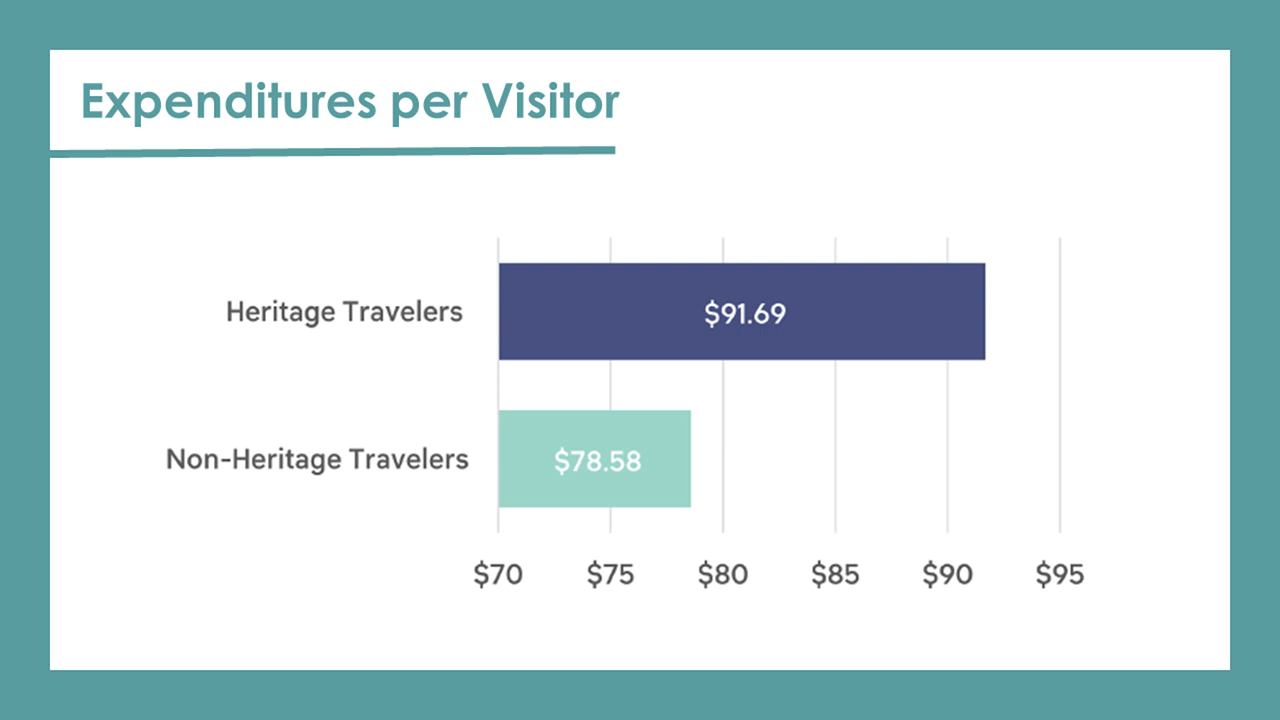 Expenditures per Visitor
Heritage Travelers
$91.69
Non-Heritage Travelers
$78.58
$70 $75 $80 $85 $90 $95